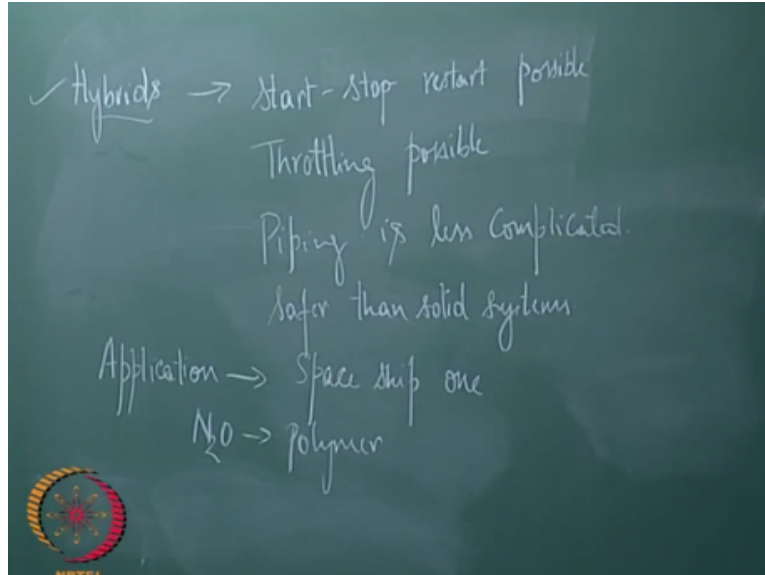 ✓ Hybrids → Start-Stop restart possible
Throttling possible
Piping is less Complicated.
Safer than solid systems
Application → Space ship one
N₂O → Polymer
NPTEL